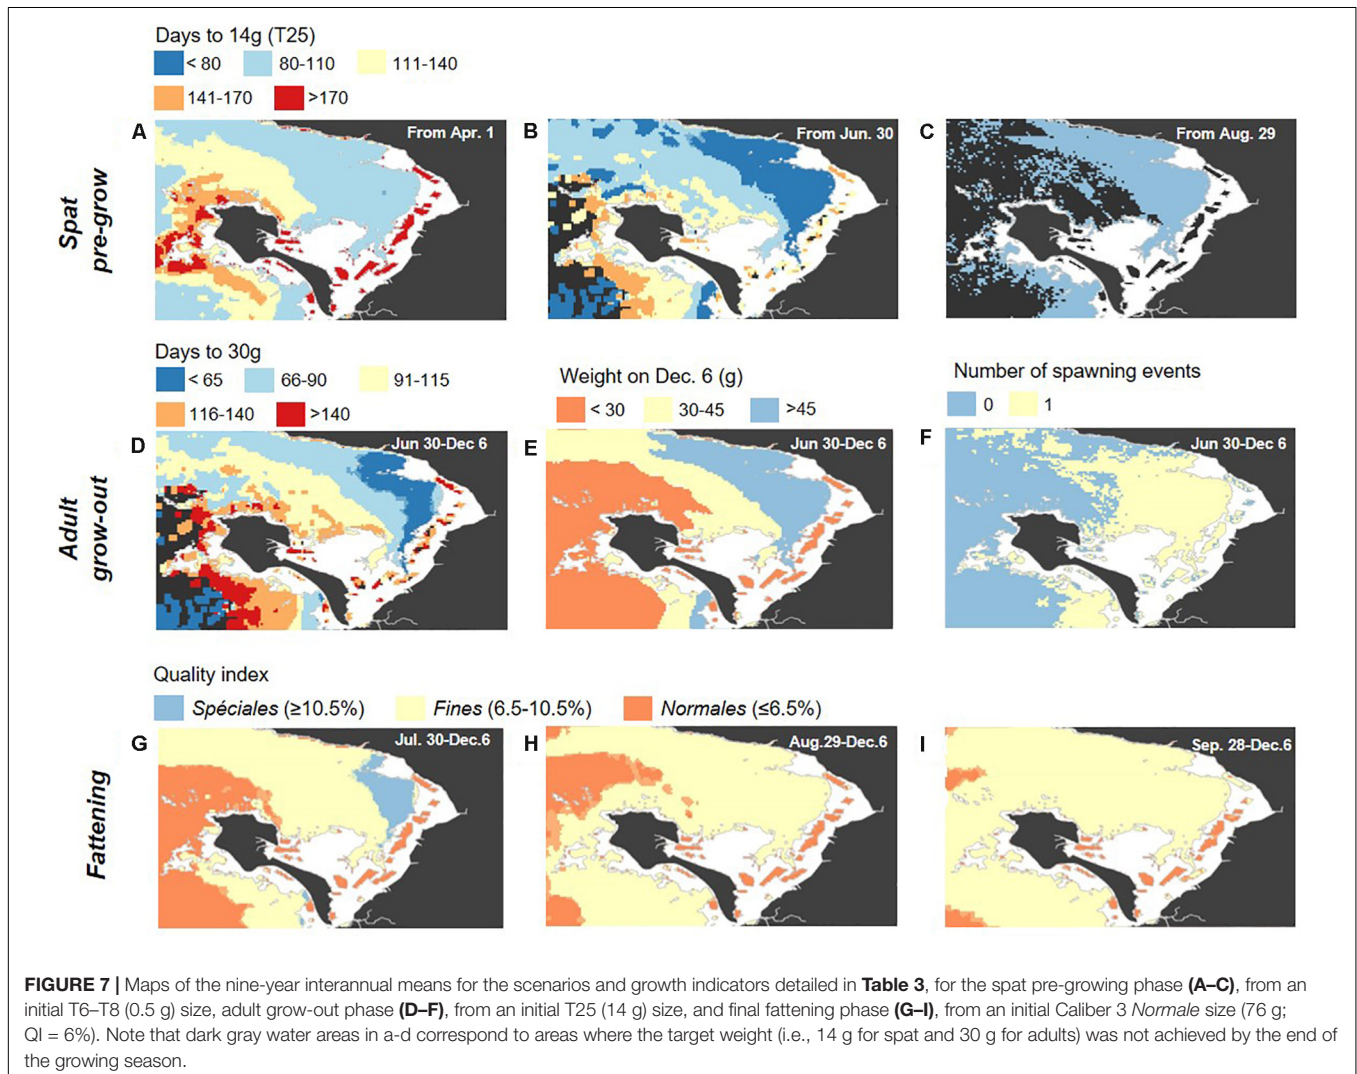 Days to 14g (T25)
< 80 80-110 111-140
141-170 >170
A From Apr. 1 B From Jun. 30 C From Aug. 29
Spat
pre-grow
Days to 30g
< 65 66-90 91-115
116-140 >140
Weight on Dec. 6 (g)
< 30 30-45 >45
Number of spawning events
0 1
D Jun 30-Dec 6 E Jun 30-Dec 6 F Jun 30-Dec 6
Adult
grow-out
Quality index
Spéciales (≥10.5%) Fines (6.5-10.5%) Normales (≤6.5%)
G Jul. 30-Dec.6 H Aug.29-Dec.6 I Sep. 28-Dec.6
Fattening
FIGURE 7 | Maps of the nine-year interannual means for the scenarios and growth indicators detailed in Table 3, for the spat pre-growing phase (A–C), from an
initial T6–T8 (0.5 g) size, adult grow-out phase (D–F), from an initial T25 (14 g) size, and final fattening phase (G–I), from an initial Caliber 3 Normale size (76 g;
QI = 6%). Note that dark gray water areas in a-d correspond to areas where the target weight (i.e., 14 g for spat and 30 g for adults) was not achieved by the end of
the growing season.